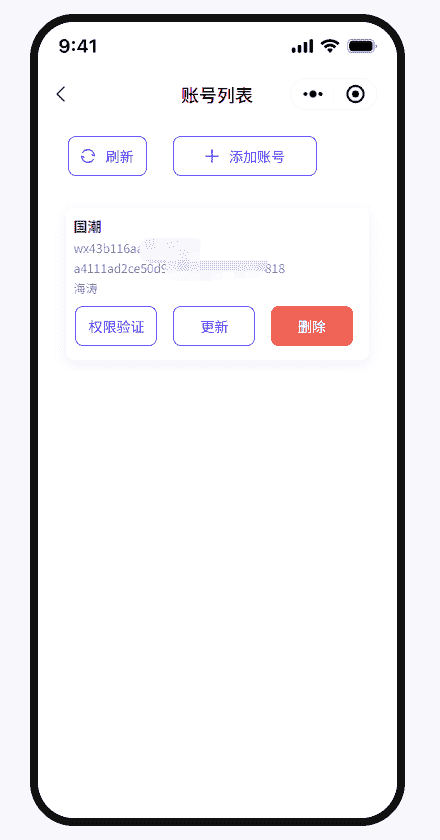 9:41
账号列表
刷新
添加账号
国潮
wx43b116aa
a4111ad2ce50d9 818
海涛
权限验证
更新
删除